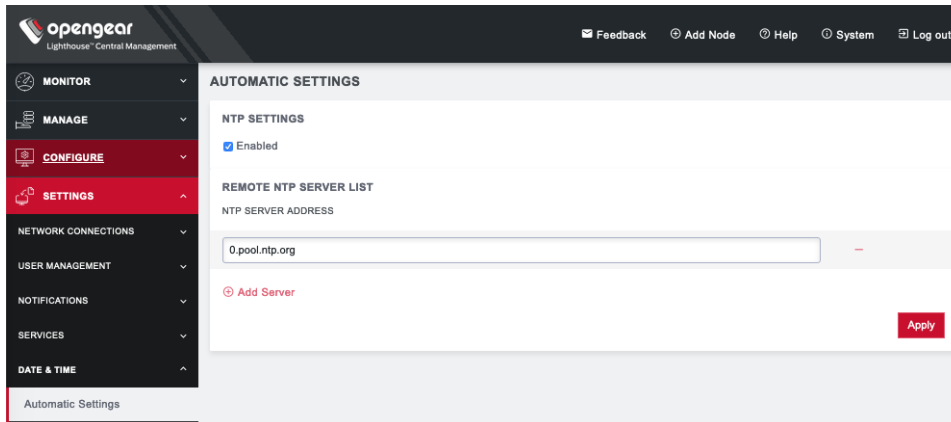 opengear
Lighthouse™ Central Management
Feedback
Add Node
Help
System
Log out
MONITOR
MANAGE
CONFIGURE
SETTINGS
NETWORK CONNECTIONS
USER MANAGEMENT
NOTIFICATIONS
SERVICES
DATE & TIME
Automatic Settings
AUTOMATIC SETTINGS
NTP SETTINGS
Enabled
REMOTE NTP SERVER LIST
NTP SERVER ADDRESS
0.pool.ntp.org
Add Server
Apply